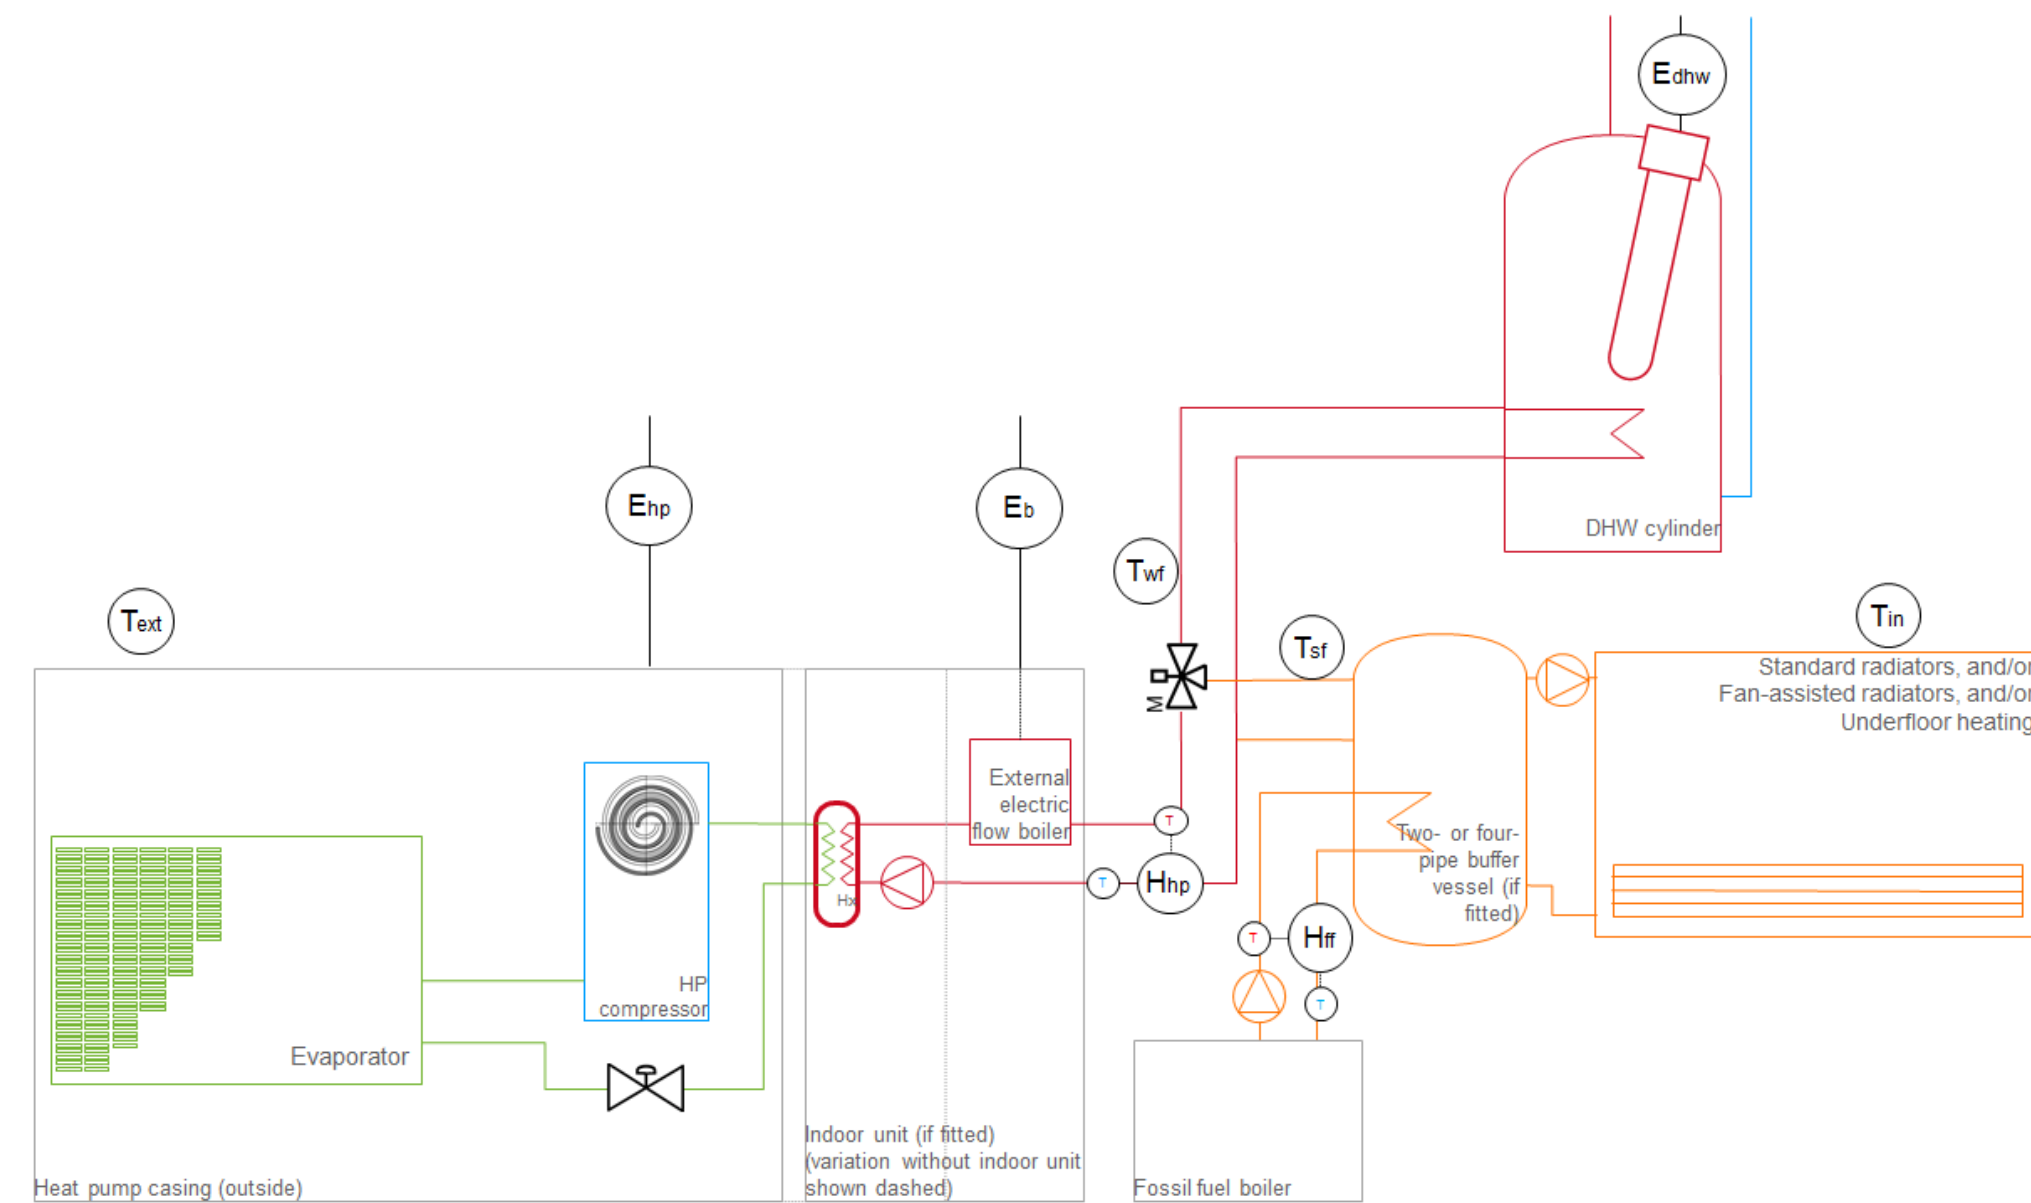 Edhw
DHW cylinder
Ehp
Eb
Twf
Text
Tsf
Tin
Standard radiators, and/or
Fan-assisted radiators, and/or
Underfloor heating
M
External
electric
flow boiler
T
T
Hhp
Hx
Two- or four-
pipe buffer
vessel (if
fitted)
T
Hff
T
HP
compressor
Evaporator
Indoor unit (if fitted)
(variation without indoor unit
shown dashed)
Heat pump casing (outside)
Fossil fuel boiler